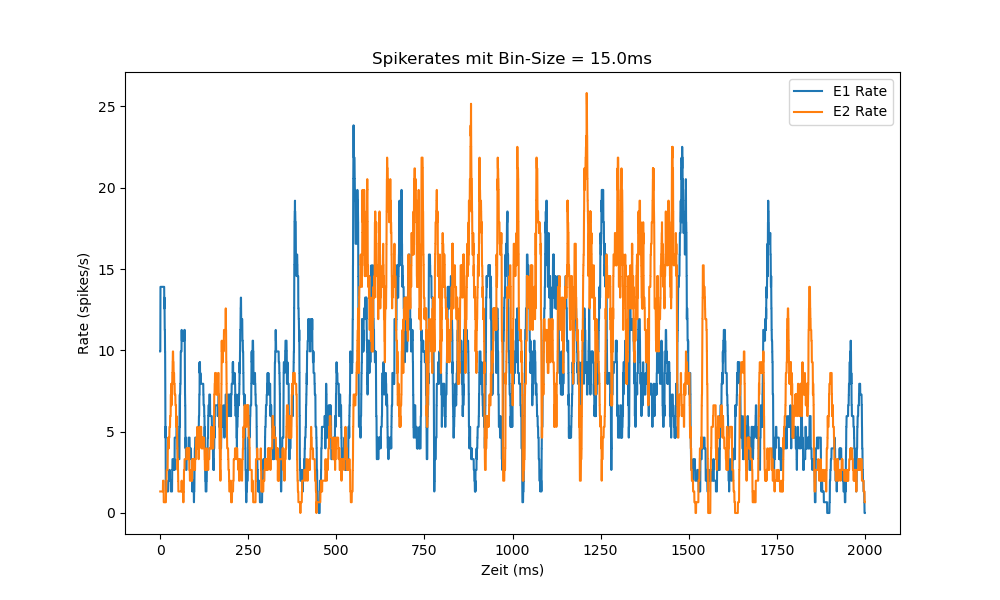 Spikerates mit Bin-Size = 15.0ms
E1 Rate
E2 Rate
Rate (spikes/s)
25
20
15
10
5
0
0 250 500 750 1000 1250 1500 1750 2000
Zeit (ms)